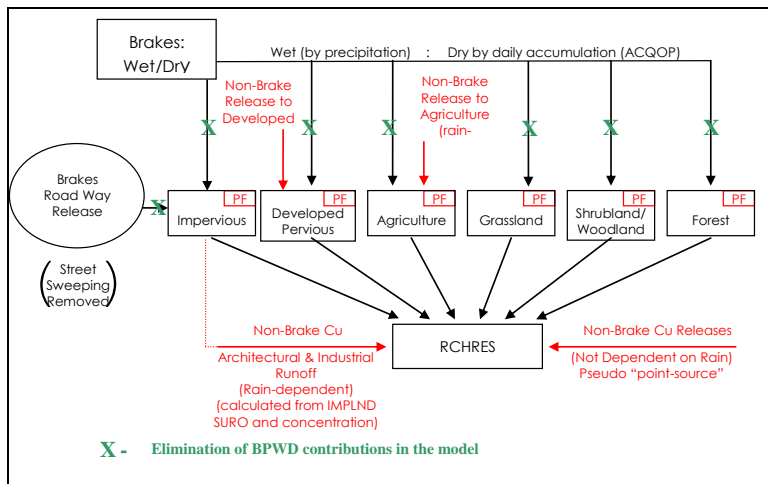 Brakes:
Wet/Dry
Wet (by precipitation) : Dry by daily accumulation (ACQOP)
Non-Brake
Release to
Developed
Non-Brake
Release to
Agriculture
(rain-
X X X X X X
Brakes
Road Way
Release
X
PF
Impervious
PF
Developed
Pervious
PF
Agriculture
PF
Grassland
PF
Shrubland/
Woodland
PF
Forest
(Street
Sweeping
Removed)
Non-Brake Cu
Architectural & Industrial
Runoff
(Rain-dependent)
(calculated from IMPLND
SURO and concentration)
RCHRES
Non-Brake Cu Releases
(Not Dependent on Rain)
Pseudo “point-source”
X - Elimination of BPWD contributions in the model